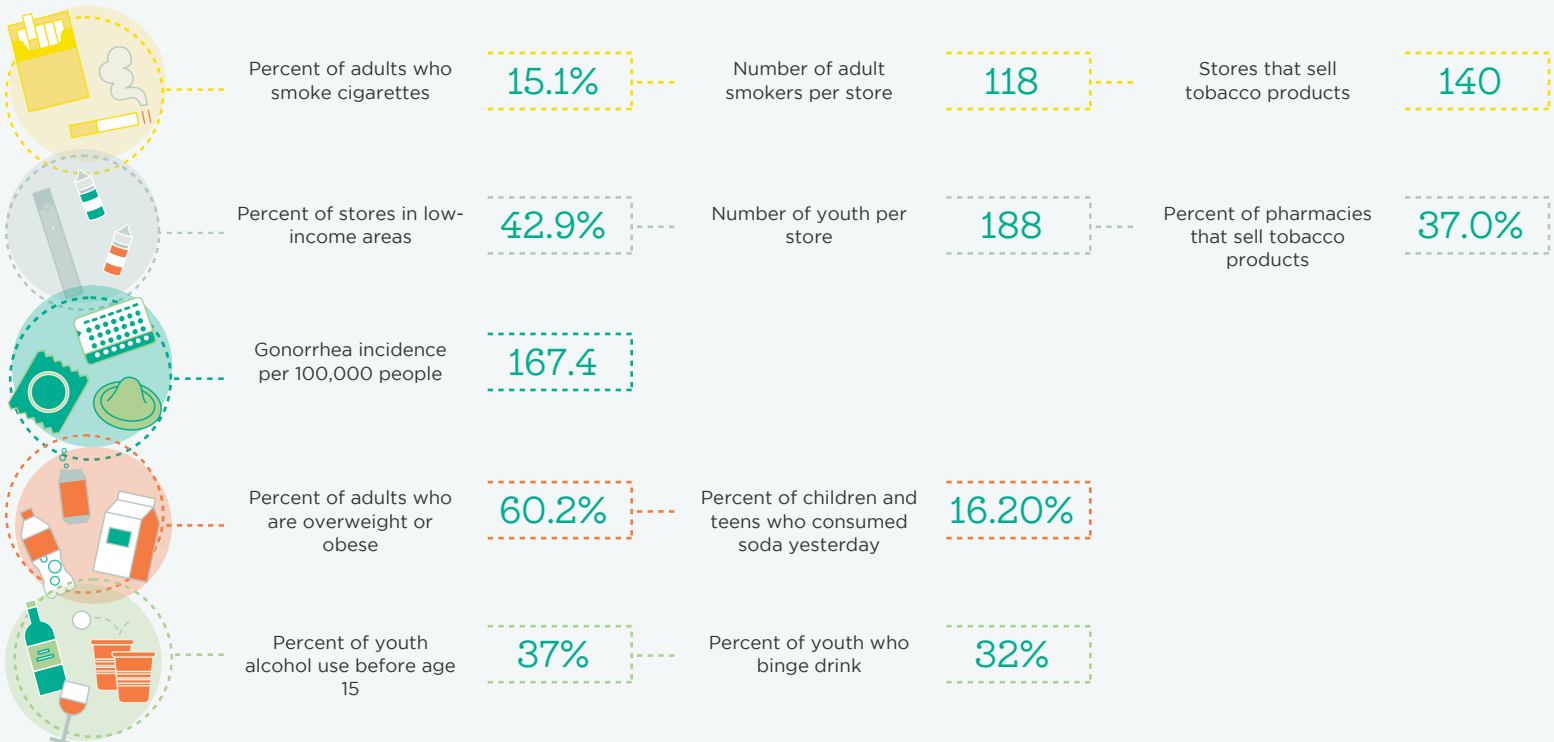 Percent of adults who
smoke cigarettes
15.1%
Number of adult
smokers per store
118
Stores that sell
tobacco products
140
Percent of stores in low-
income areas
42.9%
Number of youth per
store
188
Percent of pharmacies
that sell tobacco
products
37.0%
Gonorrhea incidence
per 100,000 people
167.4
Percent of adults who
are overweight or
obese
60.2%
Percent of children and
teens who consumed
soda yesterday
16.20%
Percent of youth
alcohol use before age
15
37%
Percent of youth who
binge drink
32%